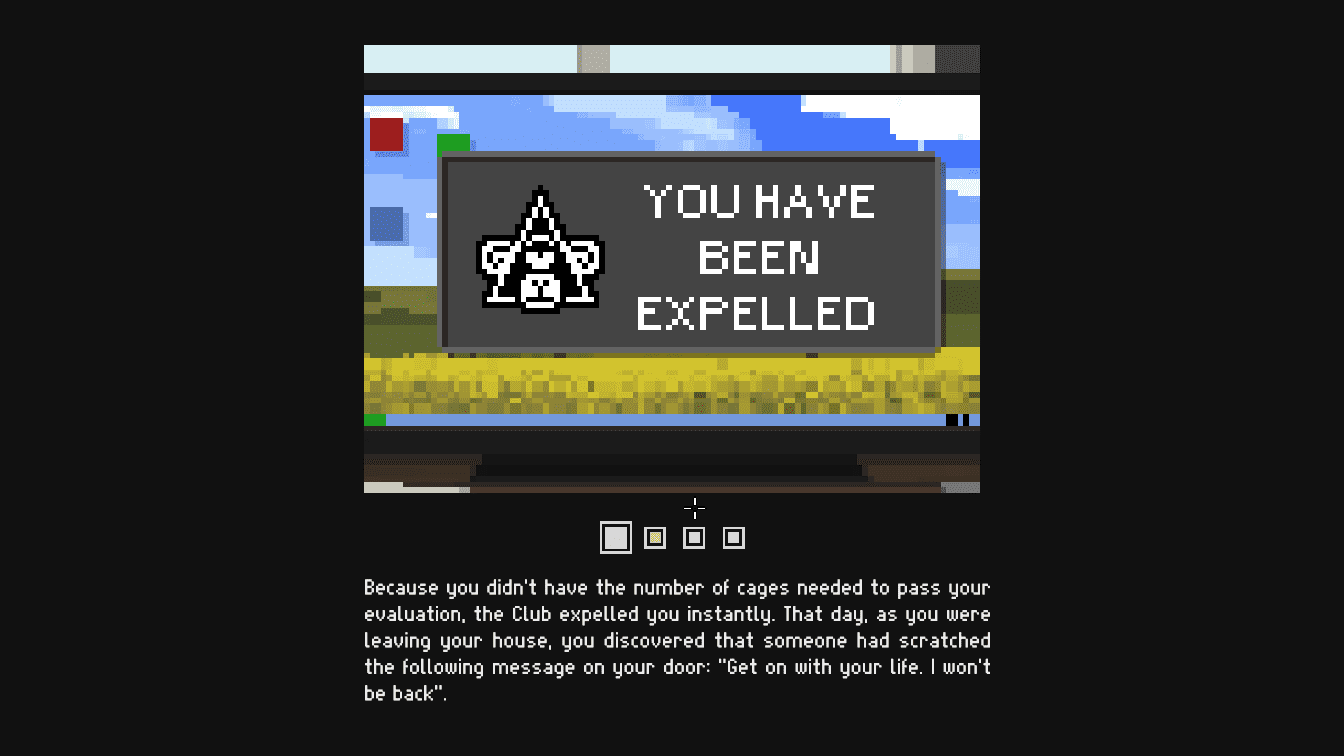 YOU HAVE
BEEN
EXPELLED
Because you didn't have the number of cages needed to pass your
evaluation, the Club expelled you instantly. That day, as you were
leaving your house, you discovered that someone had scratched
the following message on your door: "Get on with your life. I won't
be back".